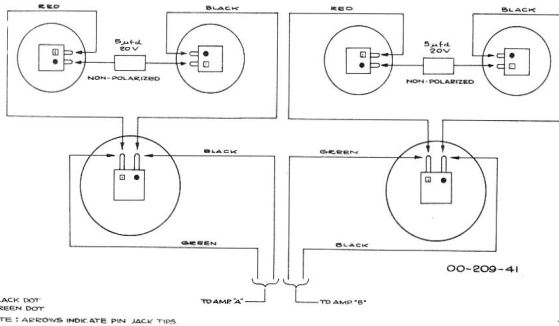 RED
BLACK
RED
BLACK
5 µfd
20V
NON-POLARIZED
5 µfd
20V
NON-POLARIZED
BLACK
GREEN
GREEN
BLACK
00-209-41
TO AMP "A"
TO AMP "B"
LACK DOT
REEN DOT
TE : ARROWS INDICATE PIN JACK TIPS.